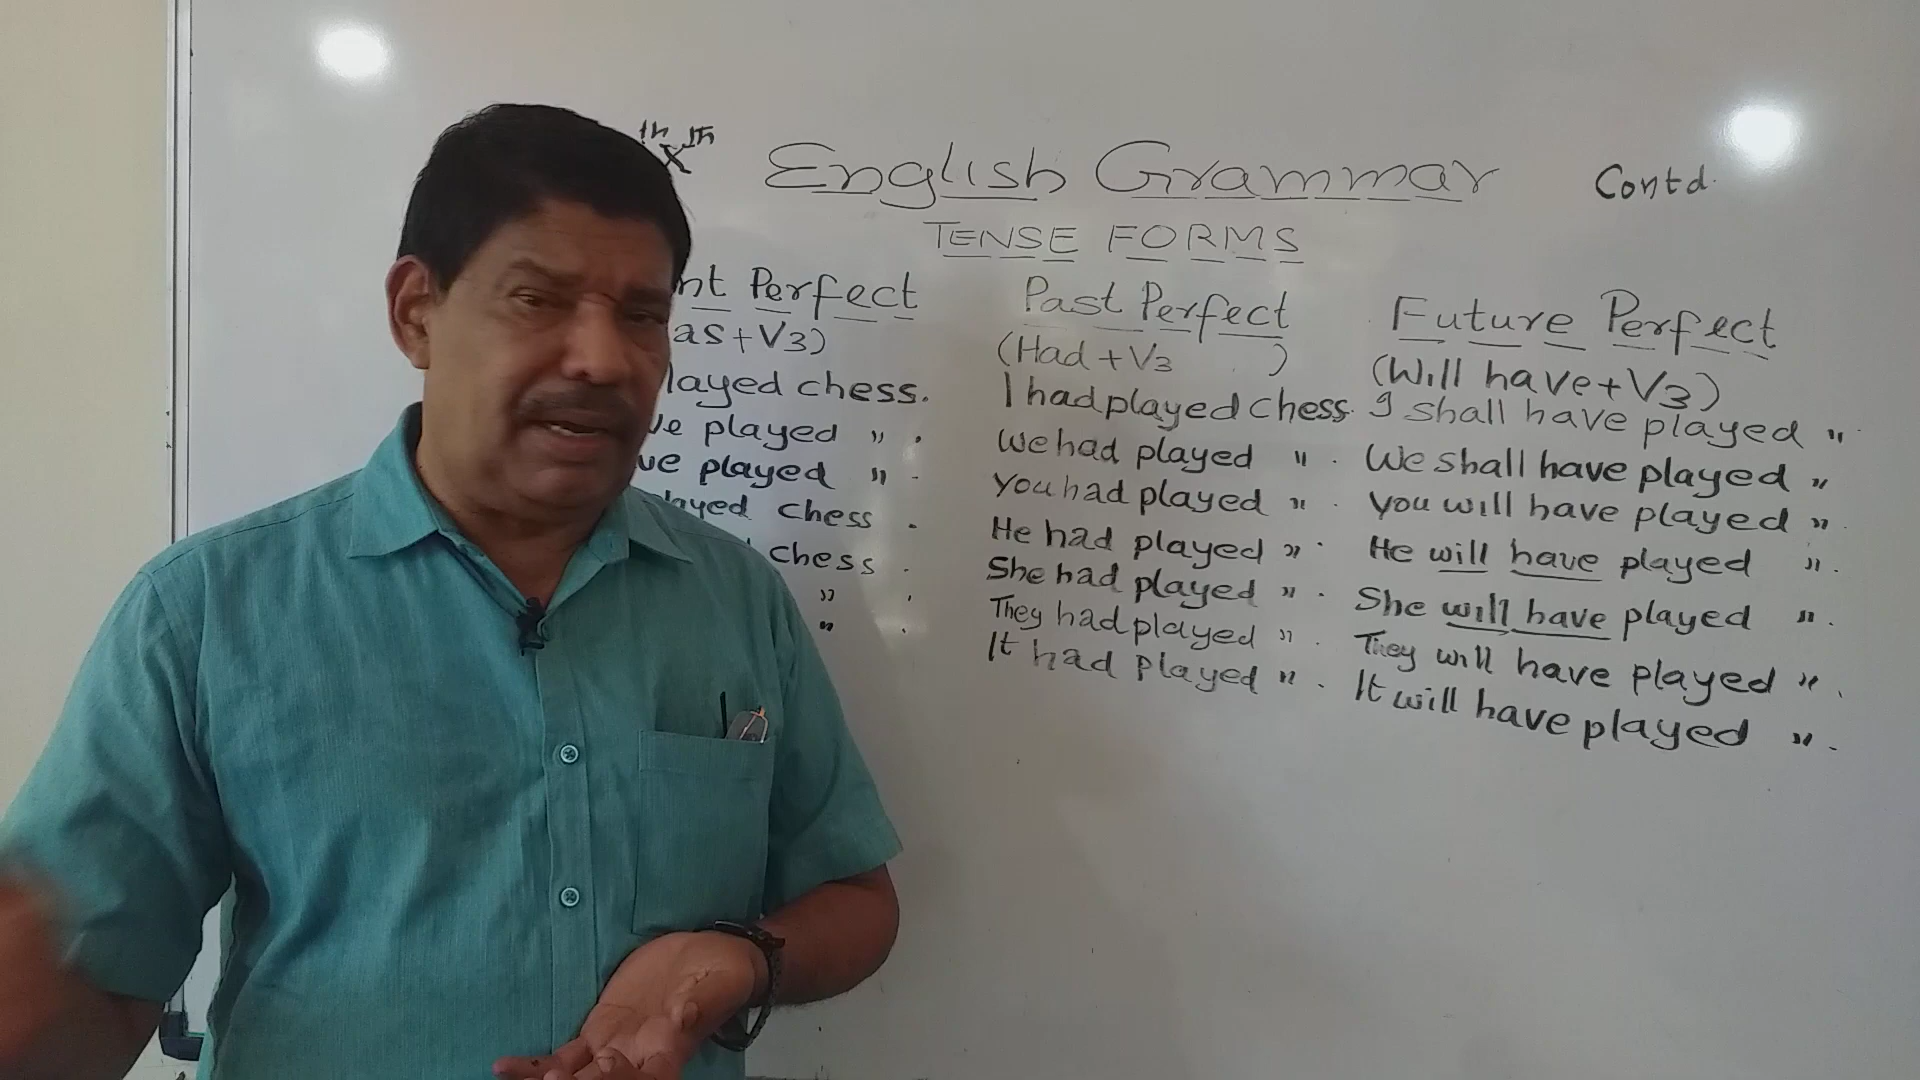 th X th English Grammar Contd.
TENSE FORMS
Perfect
+V3)
chess.
played " .
played " .
chess .
chess .
" .
" .
Past Perfect
(Had + V3 )
I had played chess.
We had played " .
You had played " .
He had played " .
She had played " .
They had played " .
It had played " .
Future Perfect
(Will have + V3)
I shall have played "
We shall have played "
You will have played " .
He will have played " .
She will have played " .
They will have played " .
It will have played " .